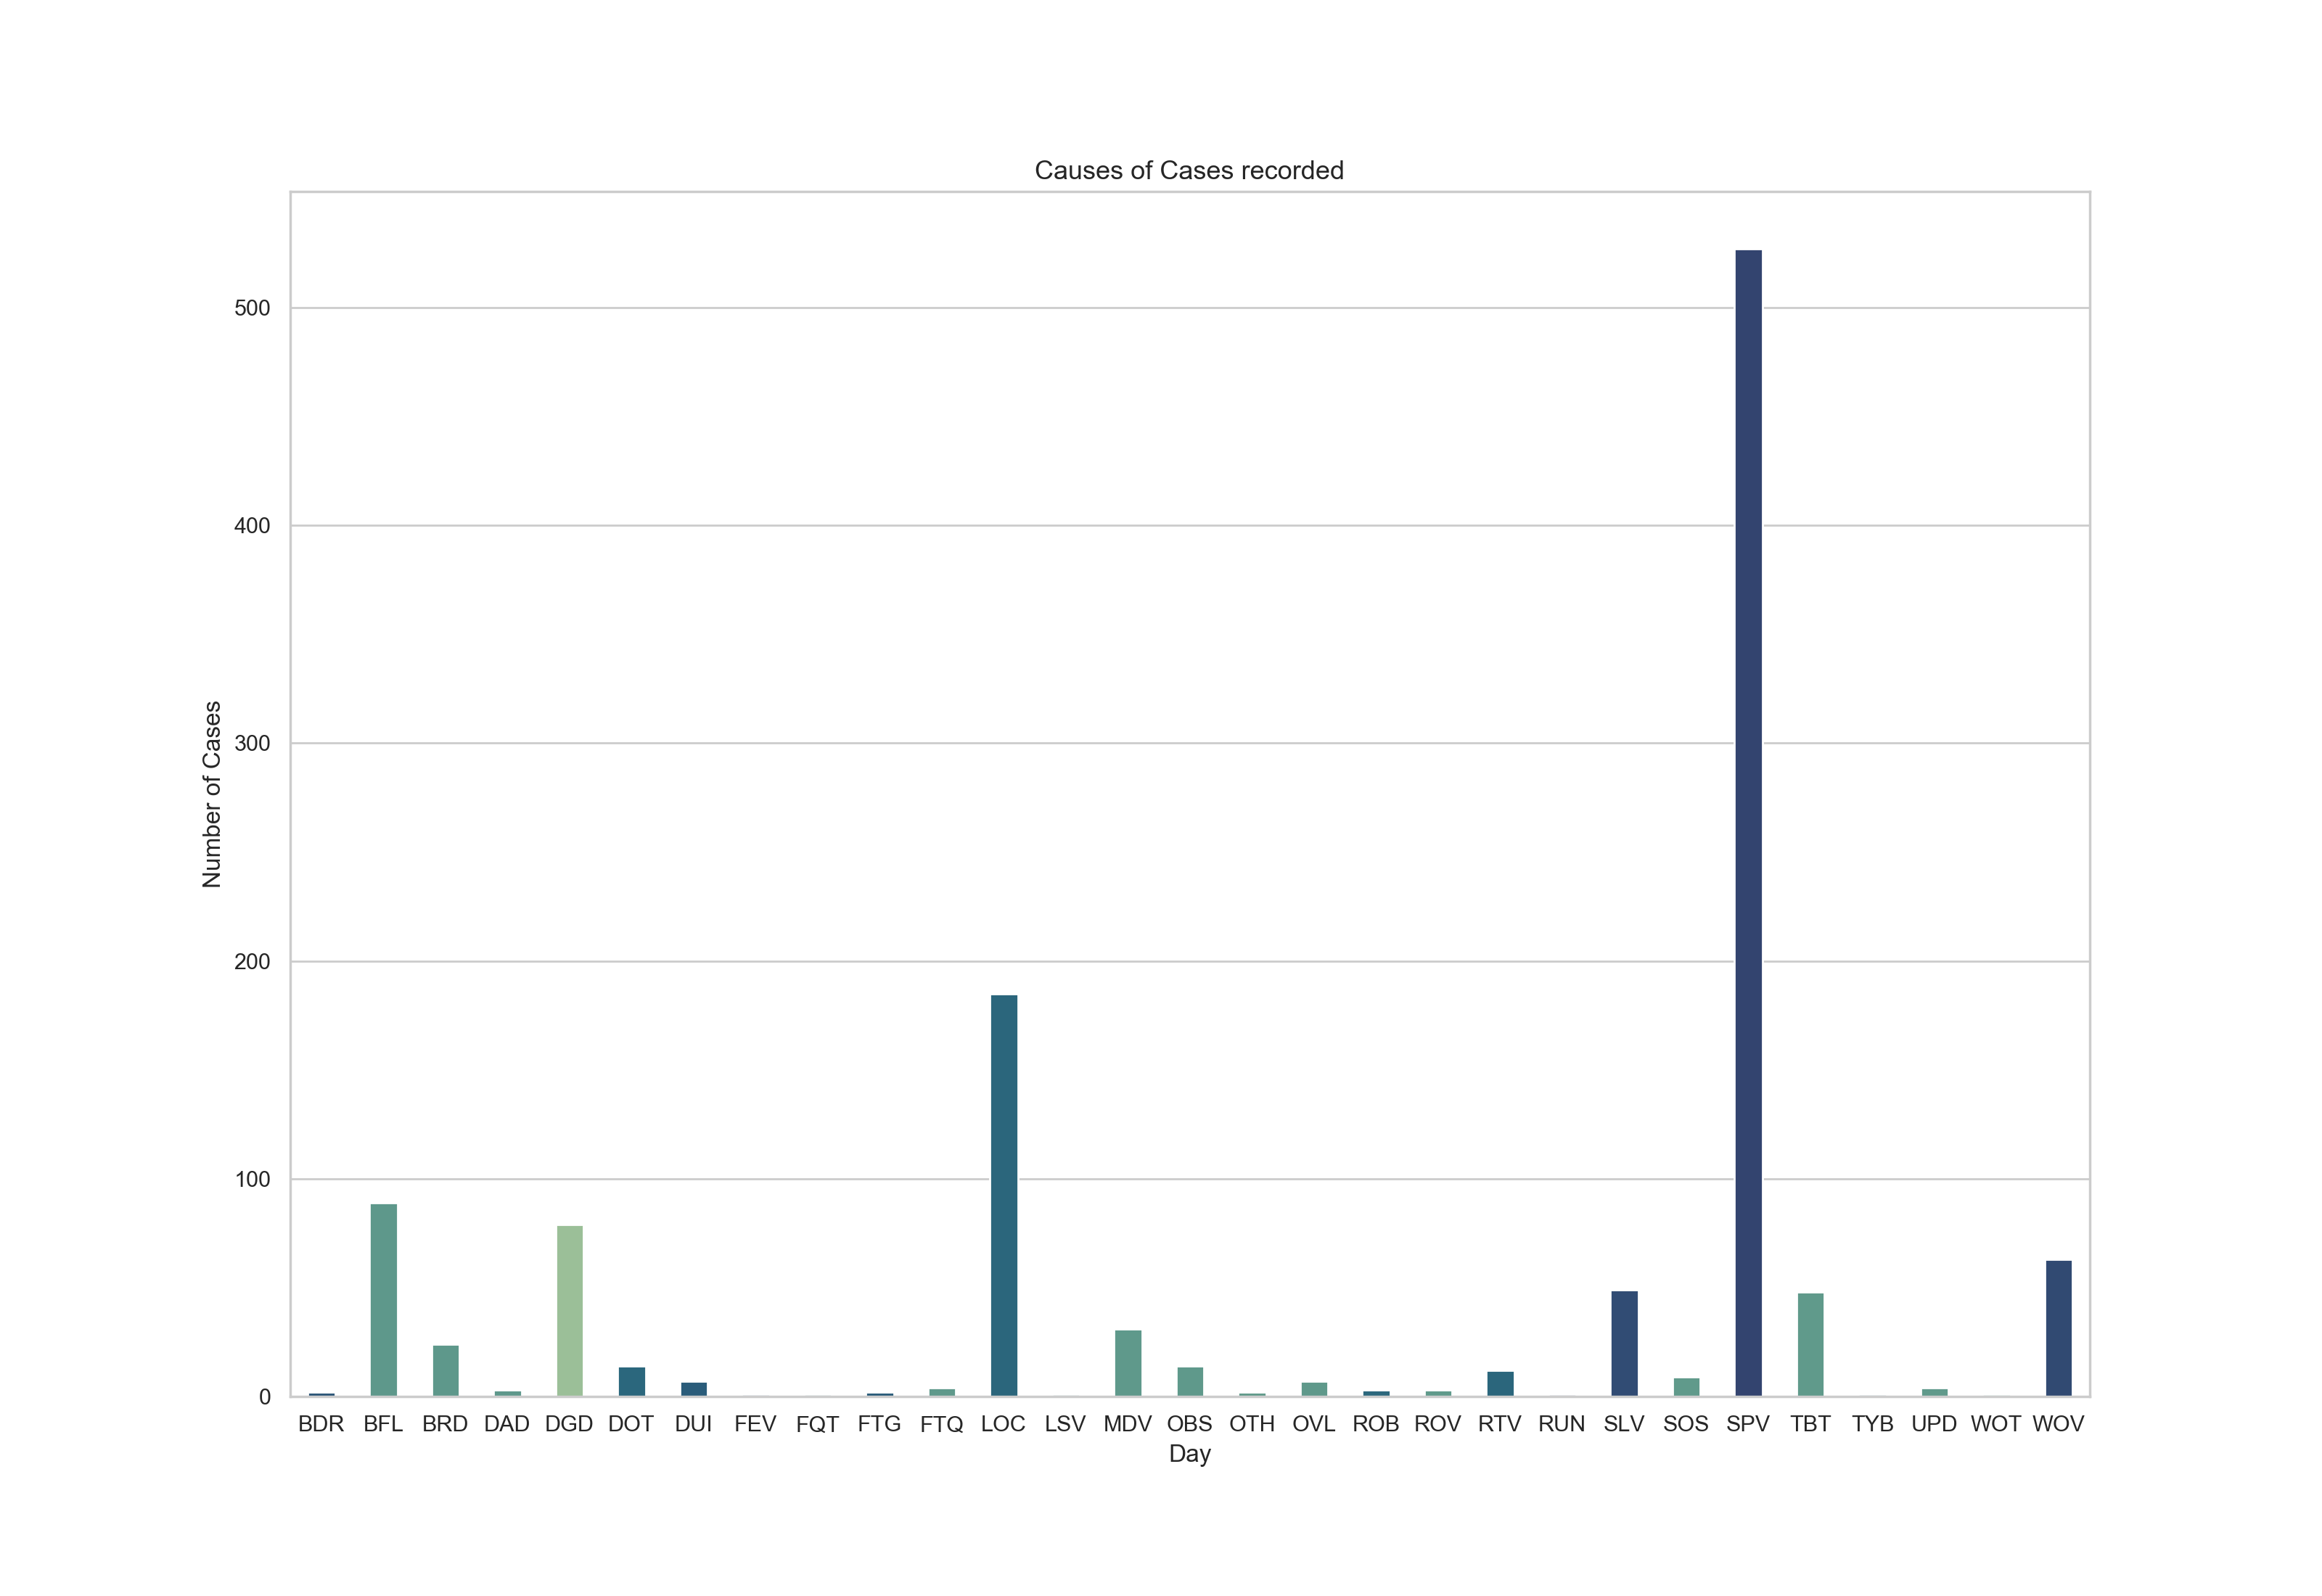 Causes of Cases recorded
Number of Cases
500
400
300
200
100
0
BDR BFL BRD DAD DGD DOT DUI FEV FQT FTG FTQ LOC LSV MDV OBS OTH OVL ROB ROV RTV RUN SLV SOS SPV TBT TYB UPD WOT WOV
Day